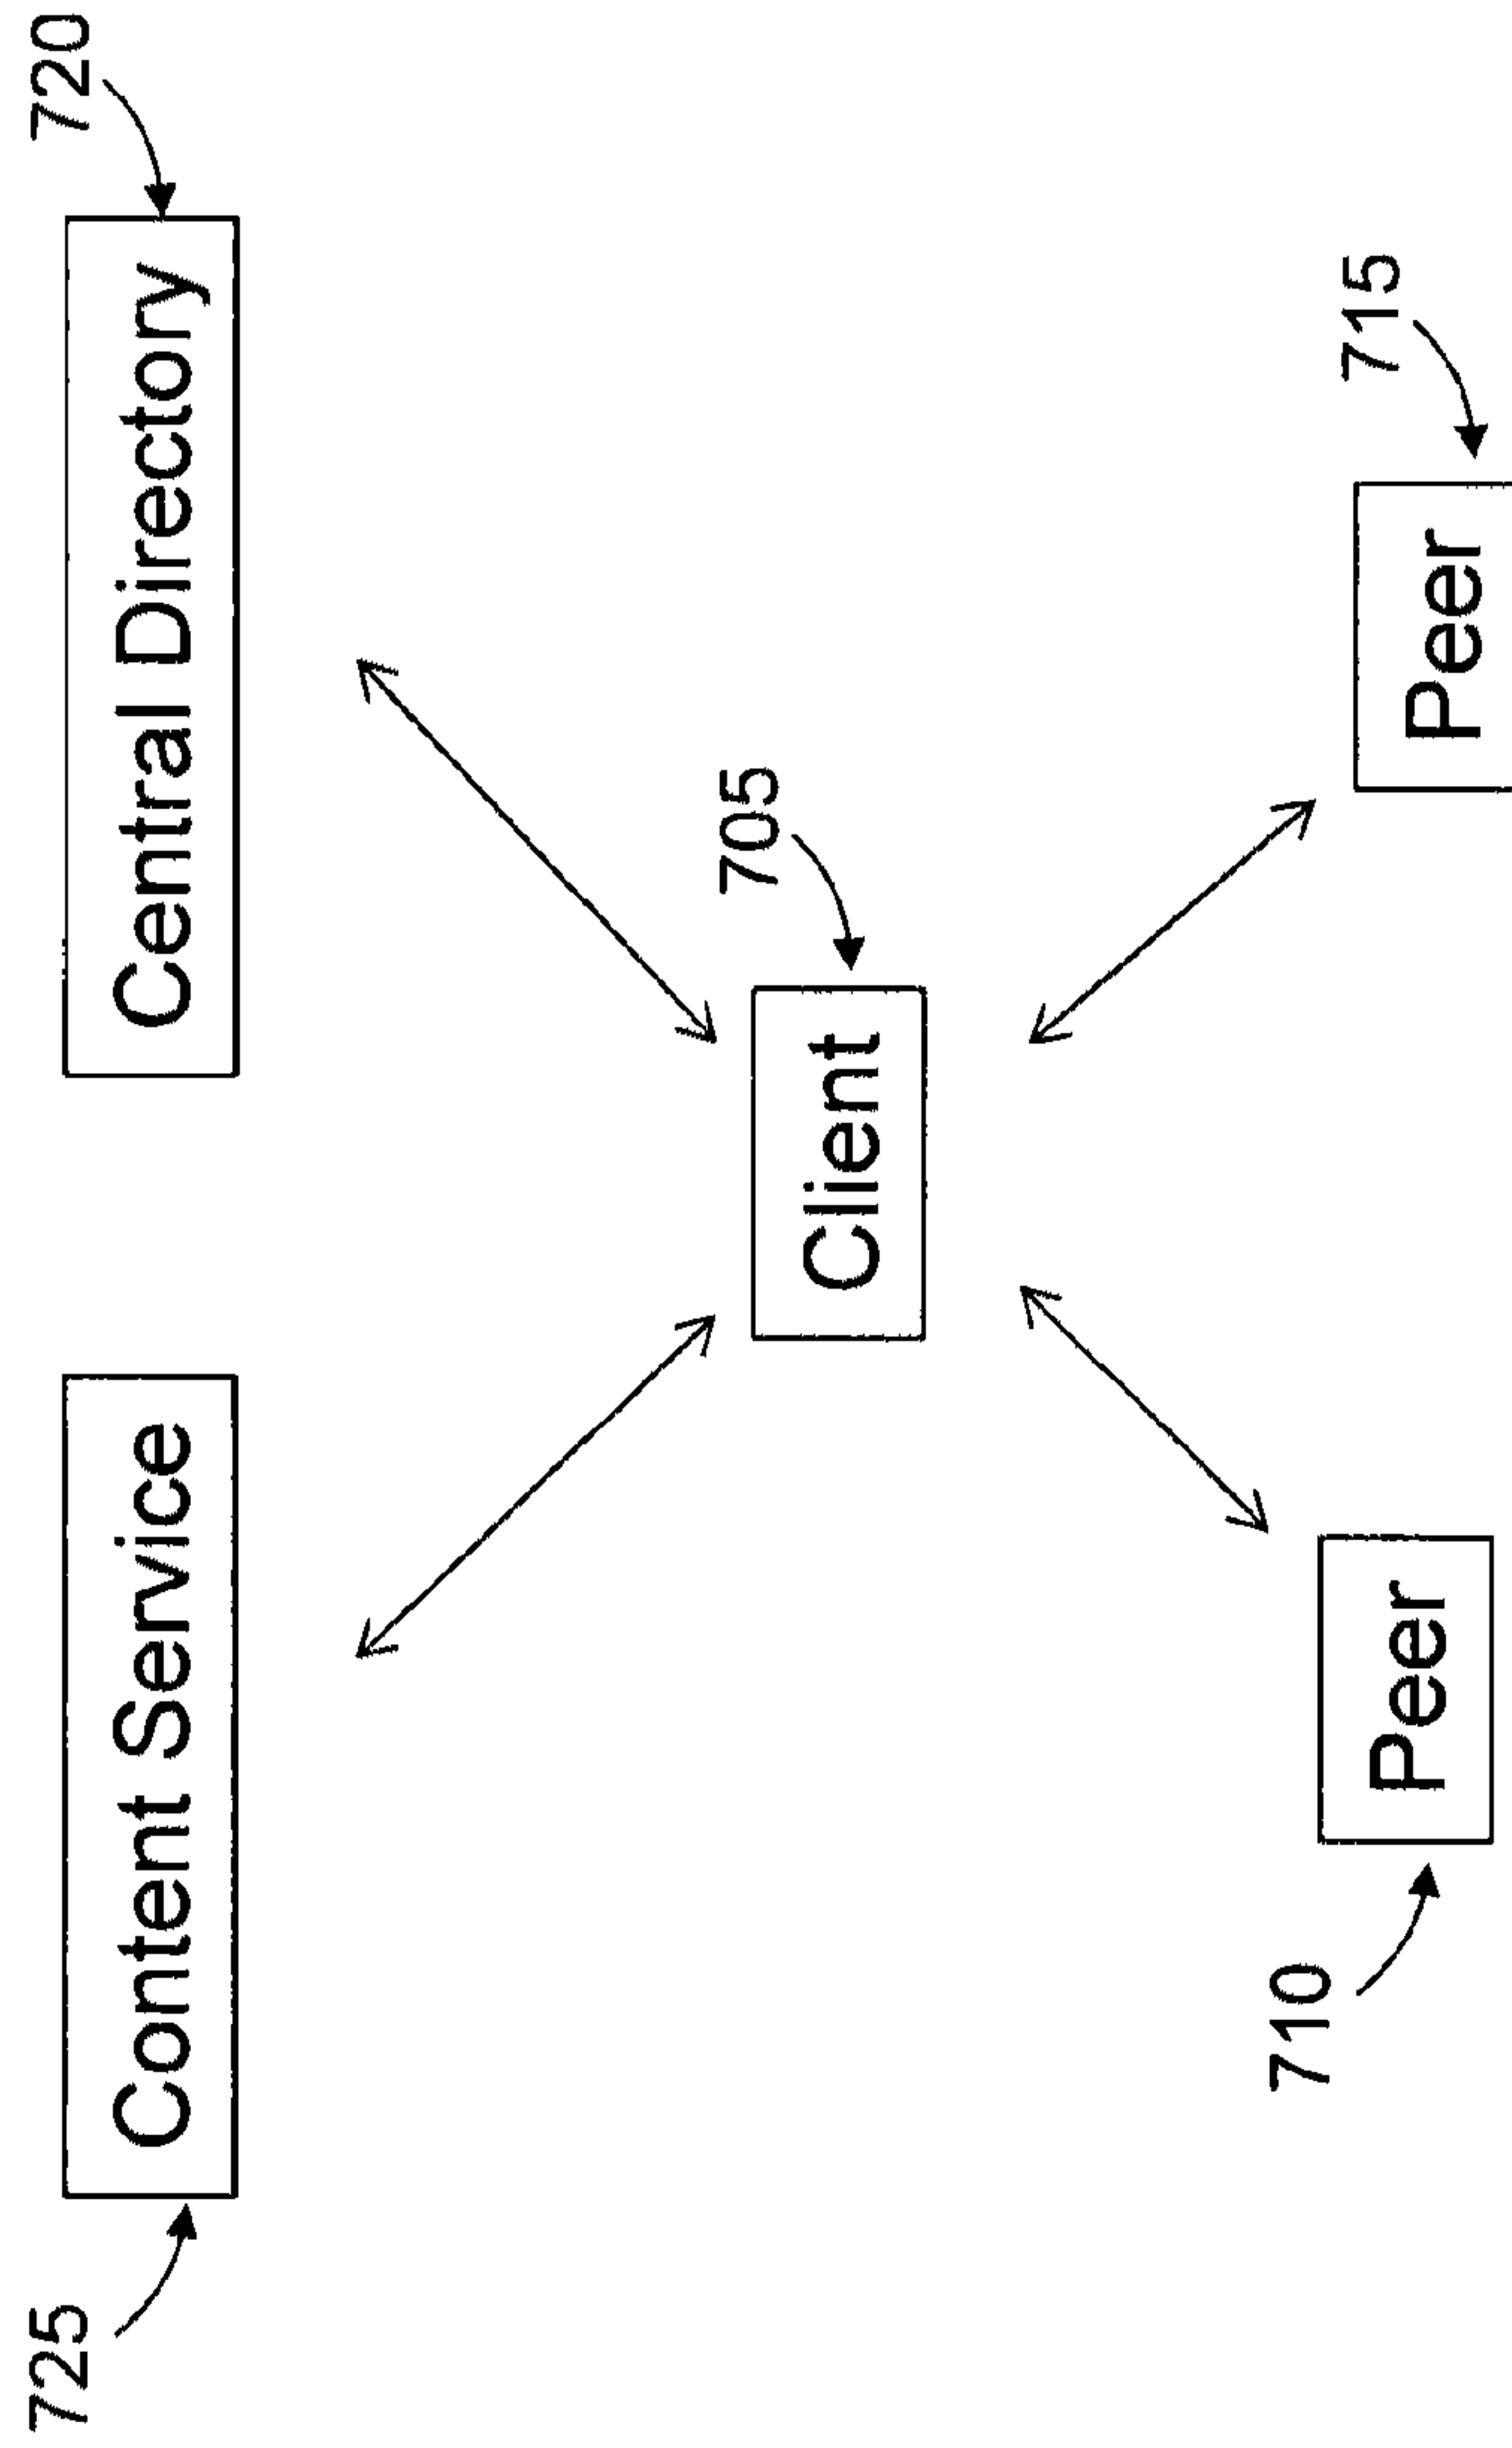 725
Content Service
Central Directory
720
Client
705
710
Peer
Peer
715